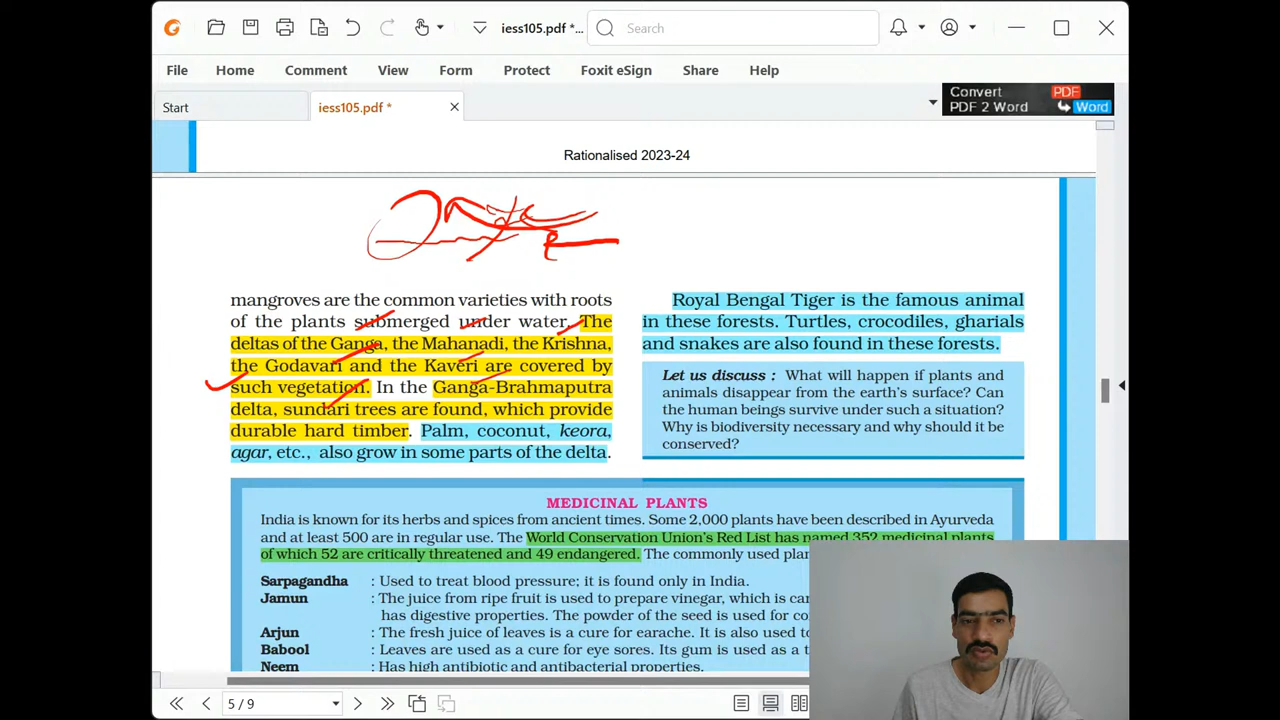 iess105.pdf *...
Search
File Home Comment View Form Protect Foxit eSign Share Help
Start
iess105.pdf *
Convert PDF
PDF 2 Word Word
Rationalised 2023-24
mangroves are the common varieties with roots
of the plants submerged under water. The
deltas of the Ganga, the Mahanadi, the Krishna,
the Godavari and the Kaveri are covered by
such vegetation. In the Ganga-Brahmaputra
delta, sundari trees are found, which provide
durable hard timber. Palm, coconut, keora,
agar, etc., also grow in some parts of the delta.
Royal Bengal Tiger is the famous animal
in these forests. Turtles, crocodiles, gharials
and snakes are also found in these forests.
Let us discuss : What will happen if plants and
animals disappear from the earth's surface? Can
the human beings survive under such a situation?
Why is biodiversity necessary and why should it be
conserved?
MEDICINAL PLANTS
India is known for its herbs and spices from ancient times. Some 2,000 plants have been described in Ayurveda
and at least 500 are in regular use. The World Conservation Union's Red List has named 352 medicinal plants
of which 52 are critically threatened and 49 endangered. The commonly used
Sarpagandha : Used to treat blood pressure; it is found only in India.
Jamun : The juice from ripe fruit is used to prepare vinegar, which is
has digestive properties. The powder of the seed is used for
Arjun : The fresh juice of leaves is a cure for earache. It is also used
Babool : Leaves are used as a cure for eye sores. Its gum is used as a
Neem : Has high antibiotic and antibacterial properties.
5 / 9